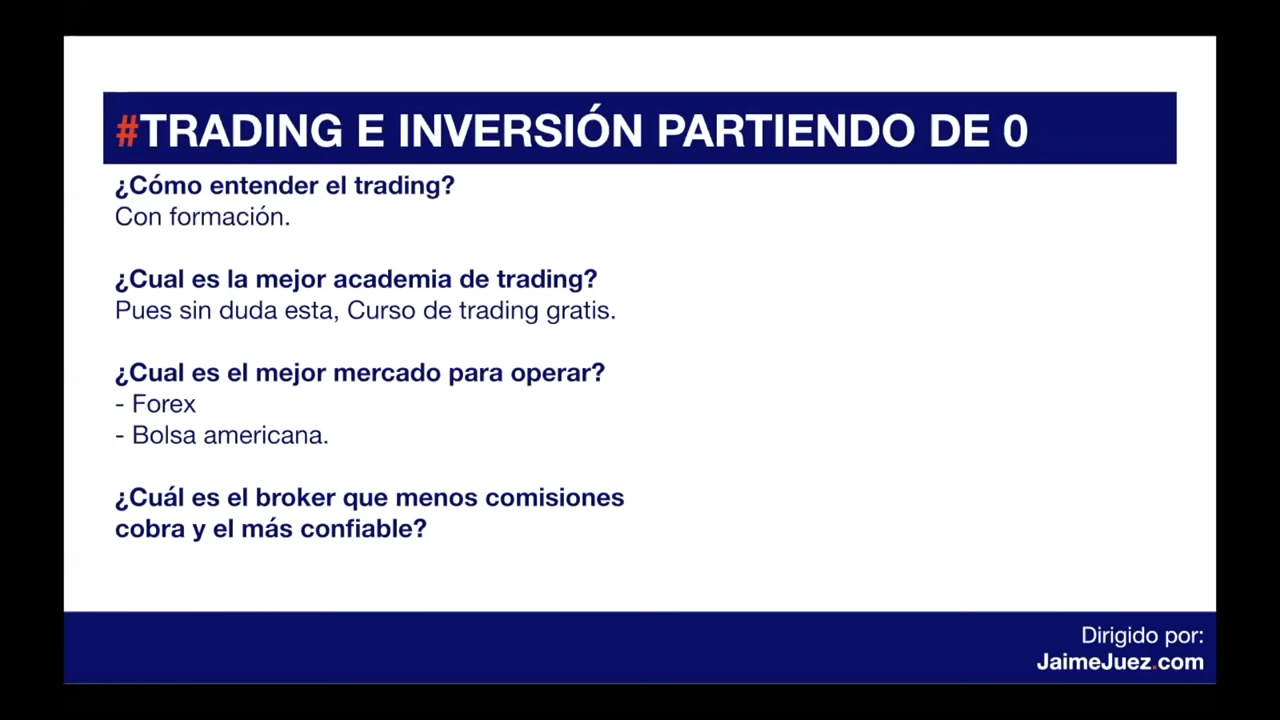 #TRADING E INVERSIÓN PARTIENDO DE 0
¿Cómo entender el trading?
Con formación.
¿Cual es la mejor academia de trading?
Pues sin duda esta, Curso de trading gratis.
¿Cual es el mejor mercado para operar?
- Forex
- Bolsa americana.
¿Cuál es el broker que menos comisiones
cobra y el más confiable?
Dirigido por:
JaimeJuez.com